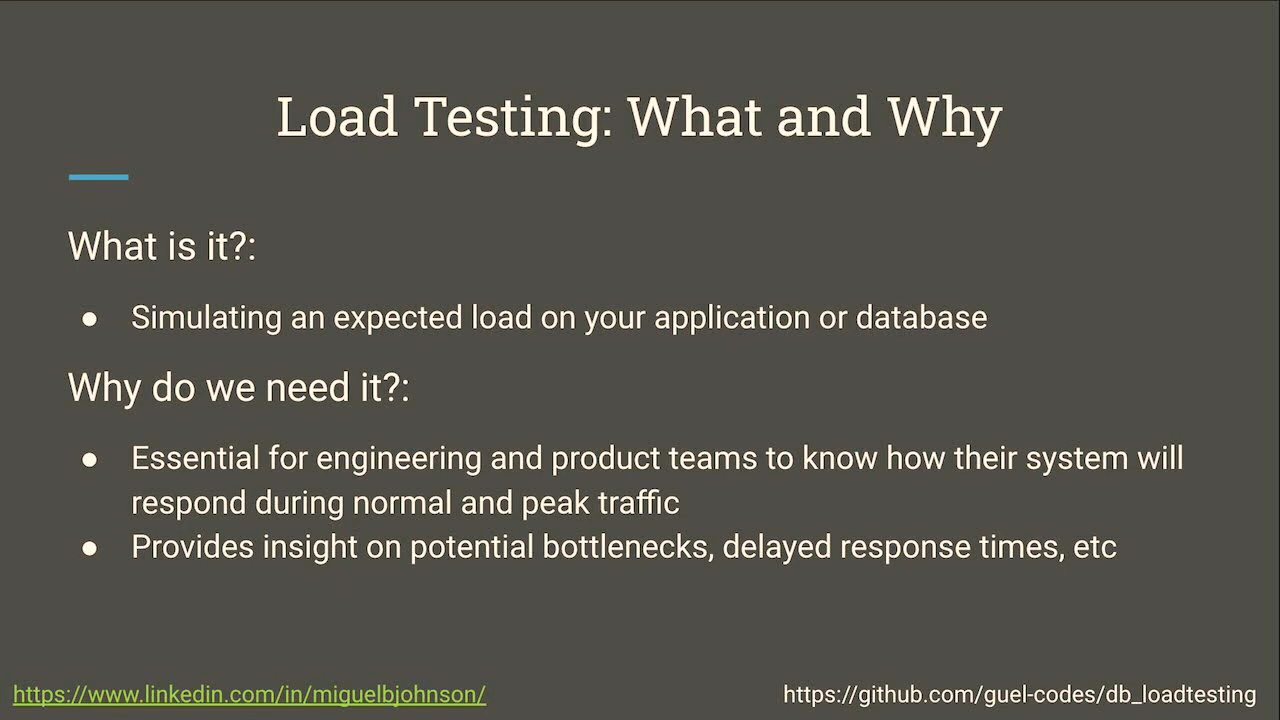 Load Testing: What and Why
What is it?:
● Simulating an expected load on your application or database
Why do we need it?:
● Essential for engineering and product teams to know how their system will
respond during normal and peak traffic
● Provides insight on potential bottlenecks, delayed response times, etc
https://www.linkedin.com/in/miguelbjohnson/
https://github.com/guel-codes/db_loadtesting